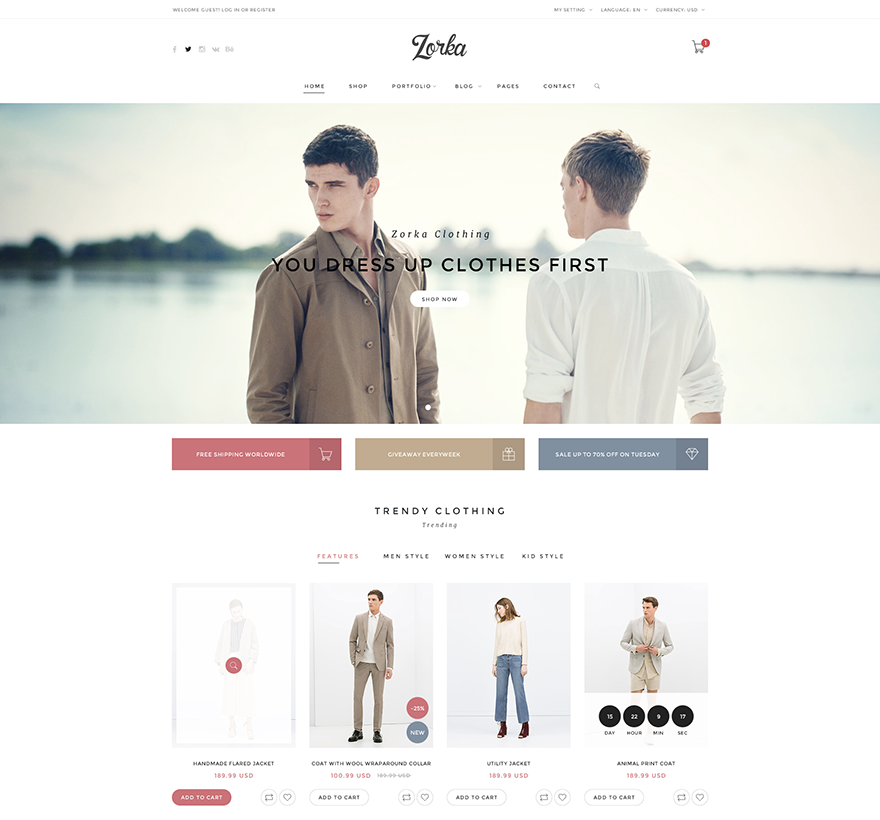 WELCOME GUEST! LOG IN OR REGISTER
MY SETTING LANGUAGE: EN CURRENCY: USD
Bē
Zorka
1
HOME SHOP PORTFOLIO BLOG PAGES CONTACT
Zorka Clothing
YOU DRESS UP CLOTHES FIRST
SHOP NOW
FREE SHIPPING WORLDWIDE
GIVEAWAY EVERYWEEK
SALE UP TO 70% OFF ON TUESDAY
TRENDY CLOTHING
Trending
FEATURES MEN STYLE WOMEN STYLE KID STYLE
-25%
NEW
15 22 9 17
DAY HOUR MIN SEC
HANDMADE FLARED JACKET
189.99 USD
ADD TO CART
COAT WITH WOOL WRAPAROUND COLLAR
100.99 USD 189.99 USD
ADD TO CART
UTILITY JACKET
189.99 USD
ADD TO CART
ANIMAL PRINT COAT
189.99 USD
ADD TO CART